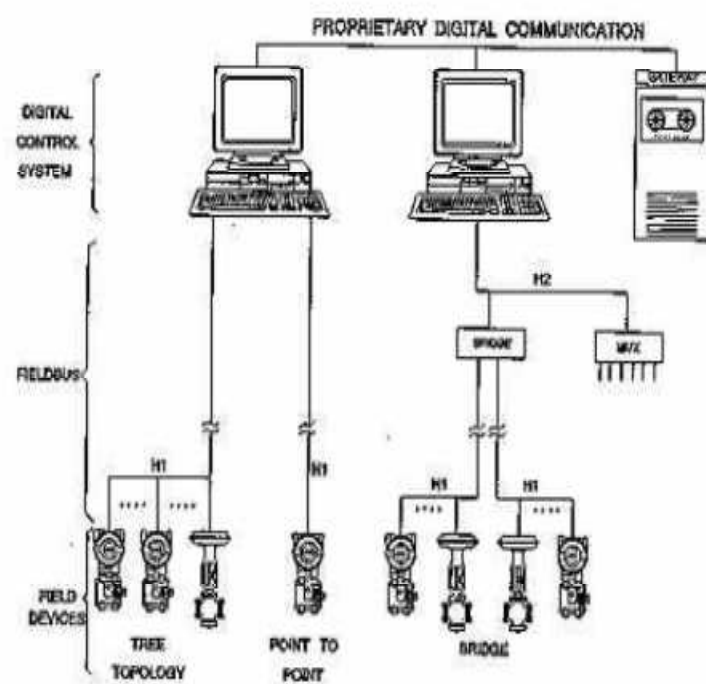 PROPRIETARY DIGITAL COMMUNICATION
GATEWAY
DIGITAL
CONTROL
SYSTEM
H2
BRIDGE
MUX
FIELDBUS
H1
H1
H1
H1
FIELD
DEVICES
TREE
TOPOLOGY
POINT TO
POINT
BRIDGE